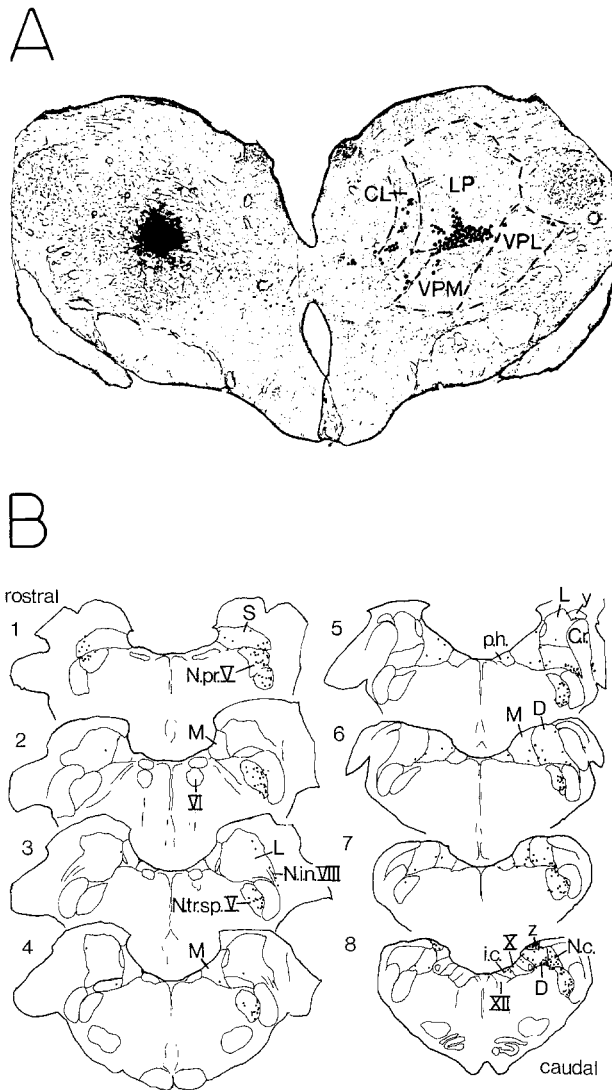 A
CL
LP
VPL
VPM
B
rostral
1
S
N.pr.V
2
M
VI
3
L
N.in.VIII
N.tr.sp.V
4
M
5
L
y
C.r.
p.h.
6
M
D
7
8
z
X
i.c.
N.c.
D
XII
caudal